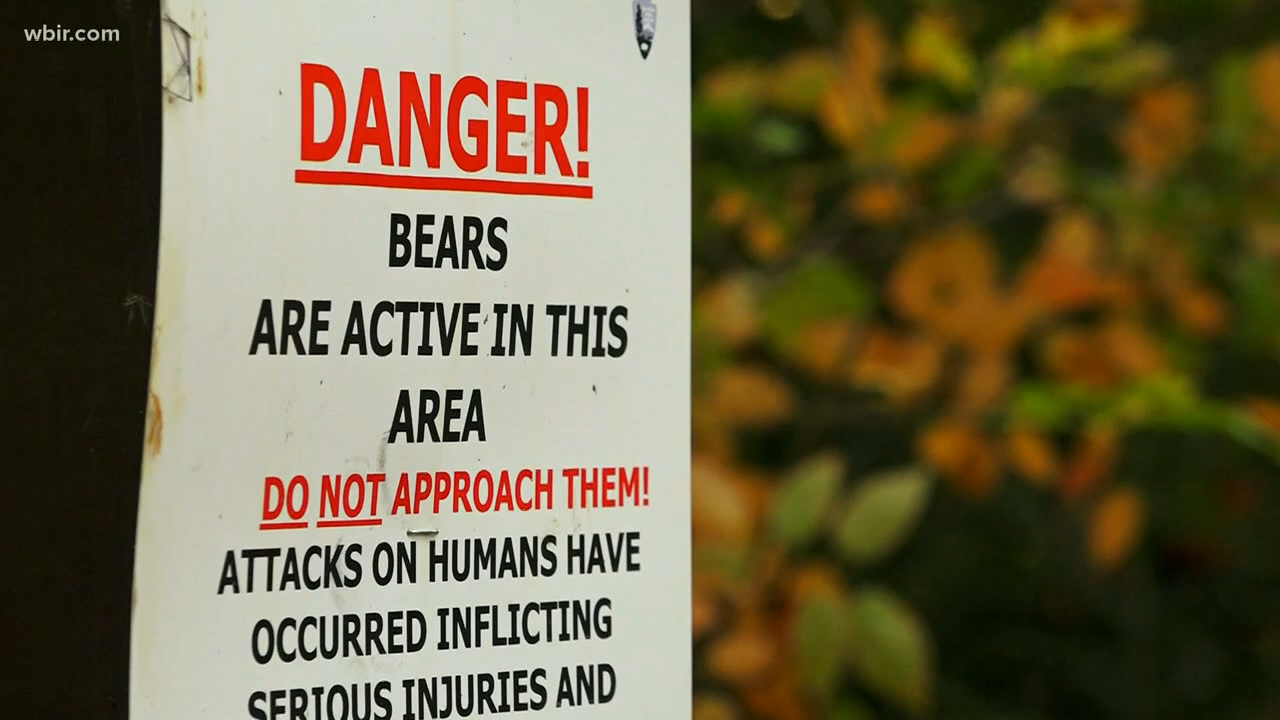 wbir.com
DANGER!
BEARS
ARE ACTIVE IN THIS
AREA
DO NOT APPROACH THEM!
ATTACKS ON HUMANS HAVE
OCCURRED INFLICTING
SERIOUS INJURIES AND